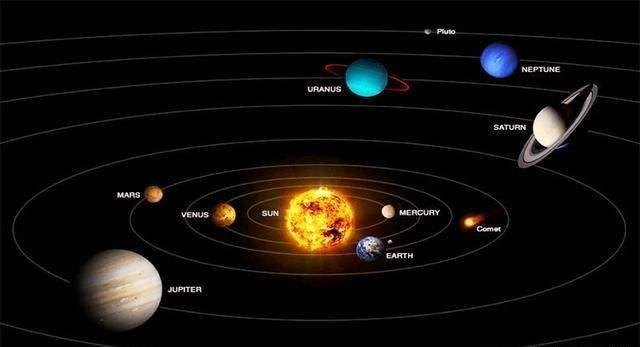 Pluto
NEPTUNE
URANUS
SATURN
MARS
VENUS
SUN
MERCURY
Comet
EARTH
JUPITER